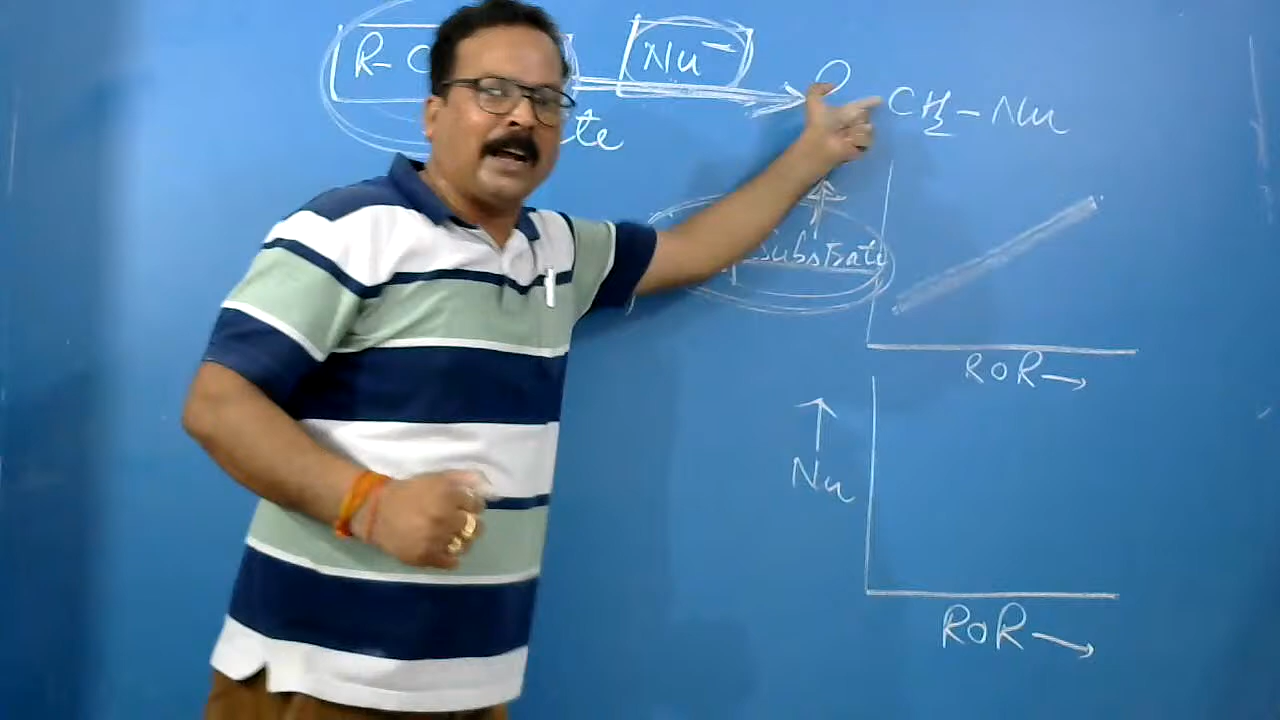 R-C Nu⁻
CH₂-Nu
te
substrate
ROR →
Nu
ROR →